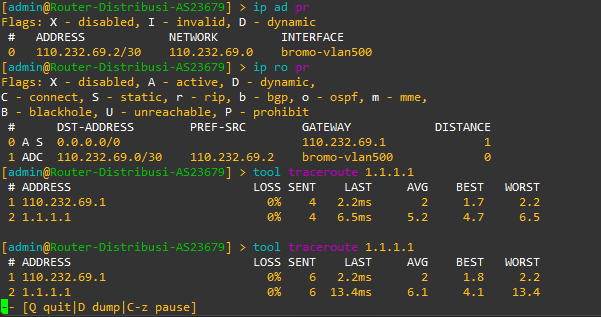 [admin@Router-Distribusi-AS23679] > ip ad pr
Flags: X - disabled, I - invalid, D - dynamic
# ADDRESS NETWORK INTERFACE
0 110.232.69.2/30 110.232.69.0 bromo-vlan500
[admin@Router-Distribusi-AS23679] > ip ro pr
Flags: X - disabled, A - active, D - dynamic,
C - connect, S - static, r - rip, b - bgp, o - ospf, m - mme,
B - blackhole, U - unreachable, P - prohibit
# DST-ADDRESS PREF-SRC GATEWAY DISTANCE
0 A S 0.0.0.0/0 110.232.69.1 1
1 ADC 110.232.69.0/30 110.232.69.2 bromo-vlan500 0
[admin@Router-Distribusi-AS23679] > tool traceroute 1.1.1.1
# ADDRESS LOSS SENT LAST AVG BEST WORST
1 110.232.69.1 0% 4 2.2ms 2 1.7 2.2
2 1.1.1.1 0% 4 6.5ms 5.2 4.7 6.5
[admin@Router-Distribusi-AS23679] > tool traceroute 1.1.1.1
# ADDRESS LOSS SENT LAST AVG BEST WORST
1 110.232.69.1 0% 6 2.2ms 2 1.8 2.2
2 1.1.1.1 0% 6 13.4ms 6.1 4.1 13.4
-- [Q quit|D dump|C-z pause]